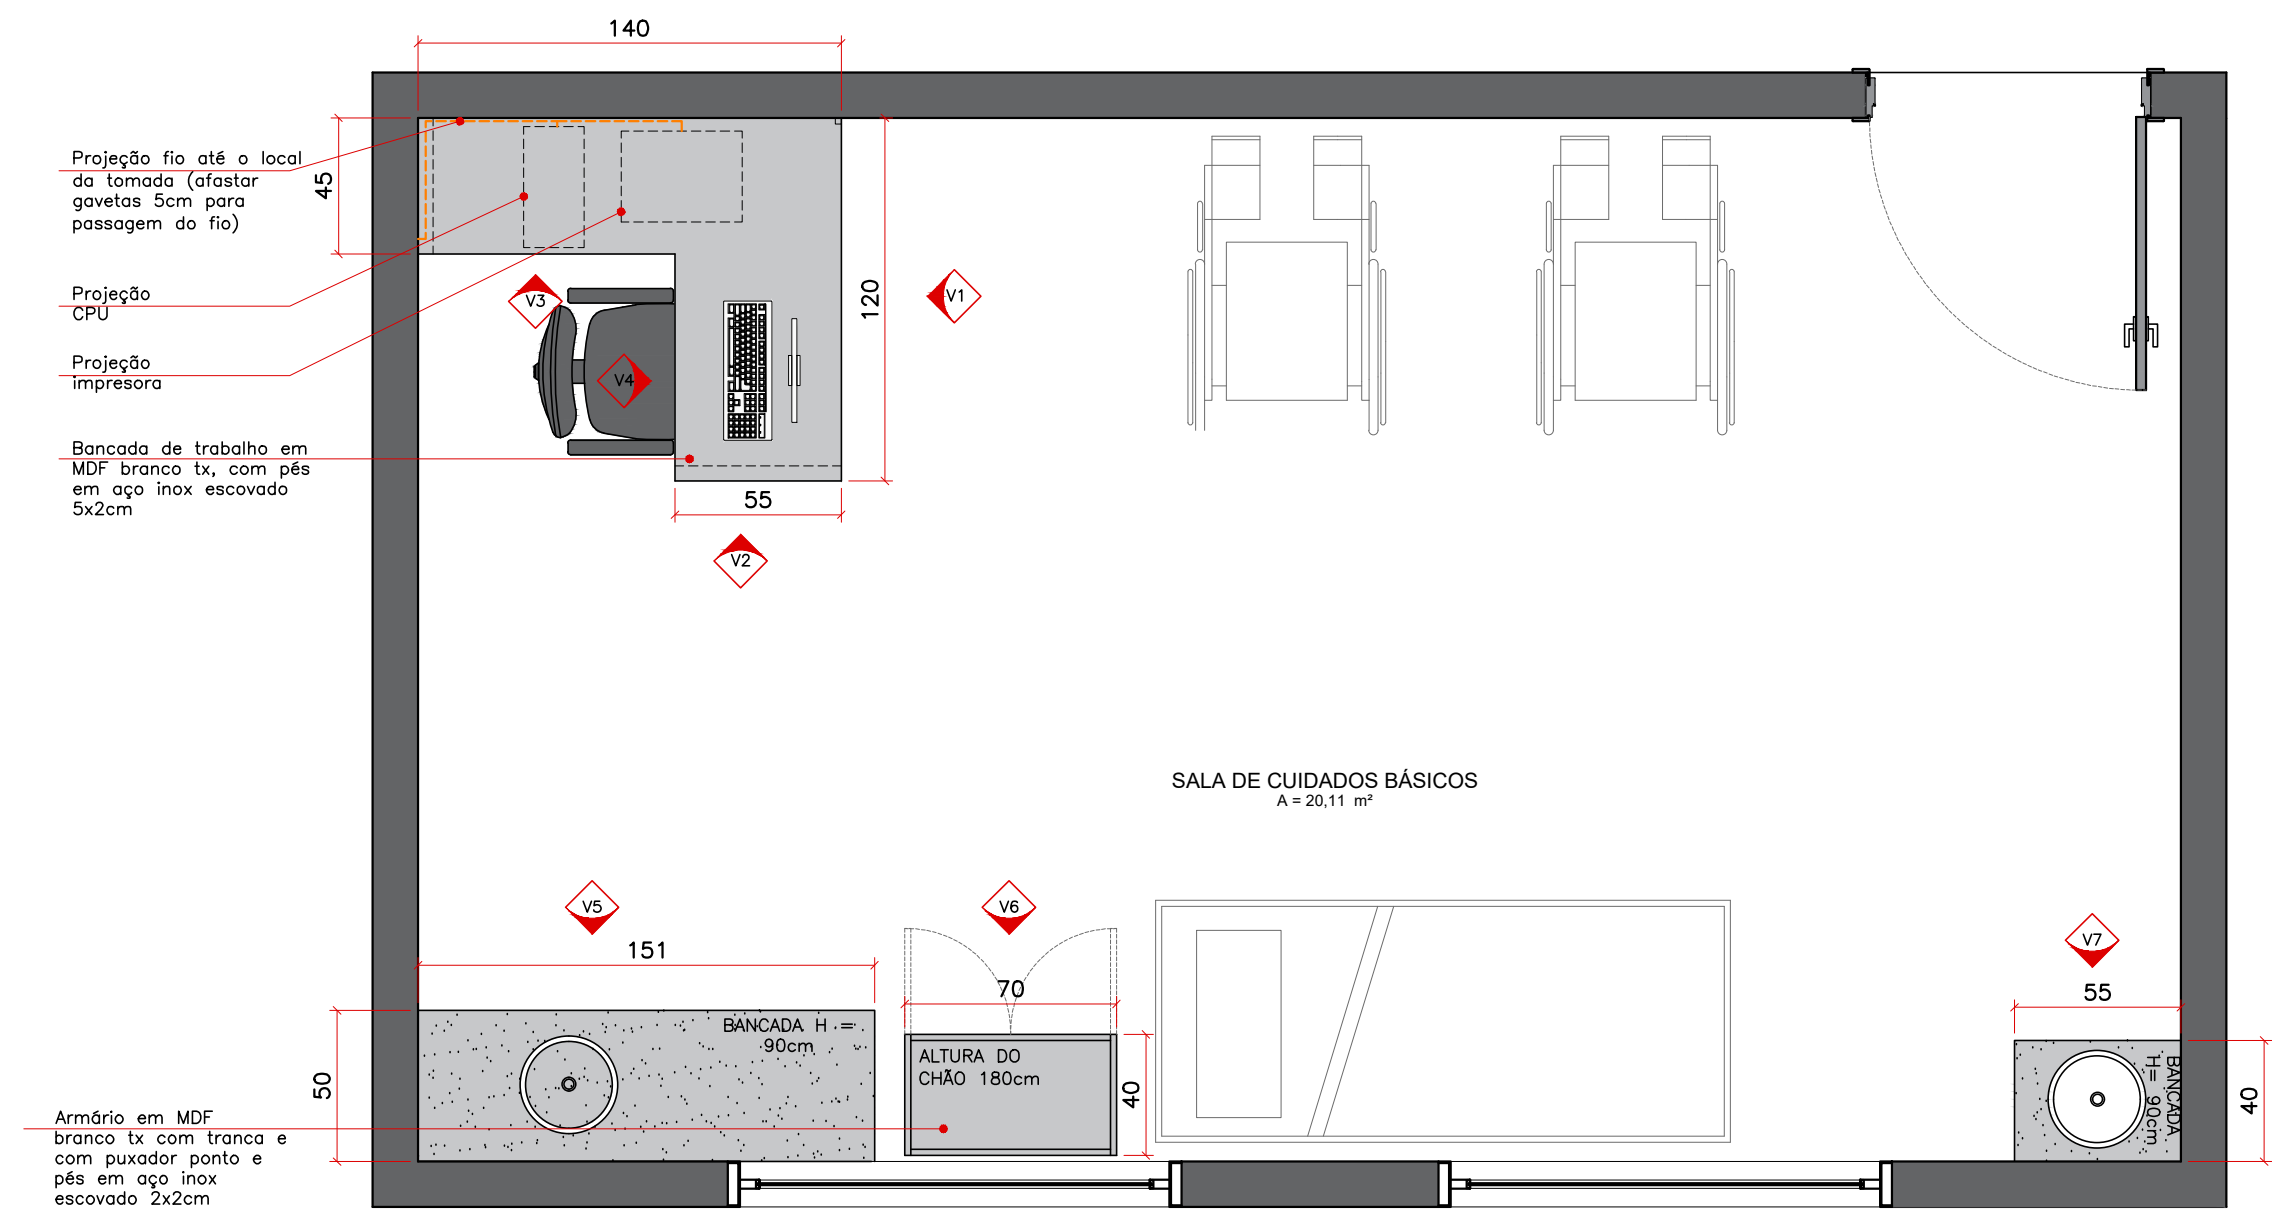 140
Projeção fio até o local
da tomada (afastar
gavetas 5cm para
passagem do fio)
45
Projeção
CPU
Projeção
impresora
Bancada de trabalho em
MDF branco tx, com pés
em aço inox escovado
5x2cm
V3
V4
V1
120
55
V2
SALA DE CUIDADOS BÁSICOS
A = 20,11 m²
V5
V6
V7
151
70
55
BANCADA H =
90cm
ALTURA DO
CHÃO 180cm
50
40
BANCADA
H= 90cm
40
Armário em MDF
branco tx com tranca e
com puxador ponto e
pés em aço inox
escovado 2x2cm